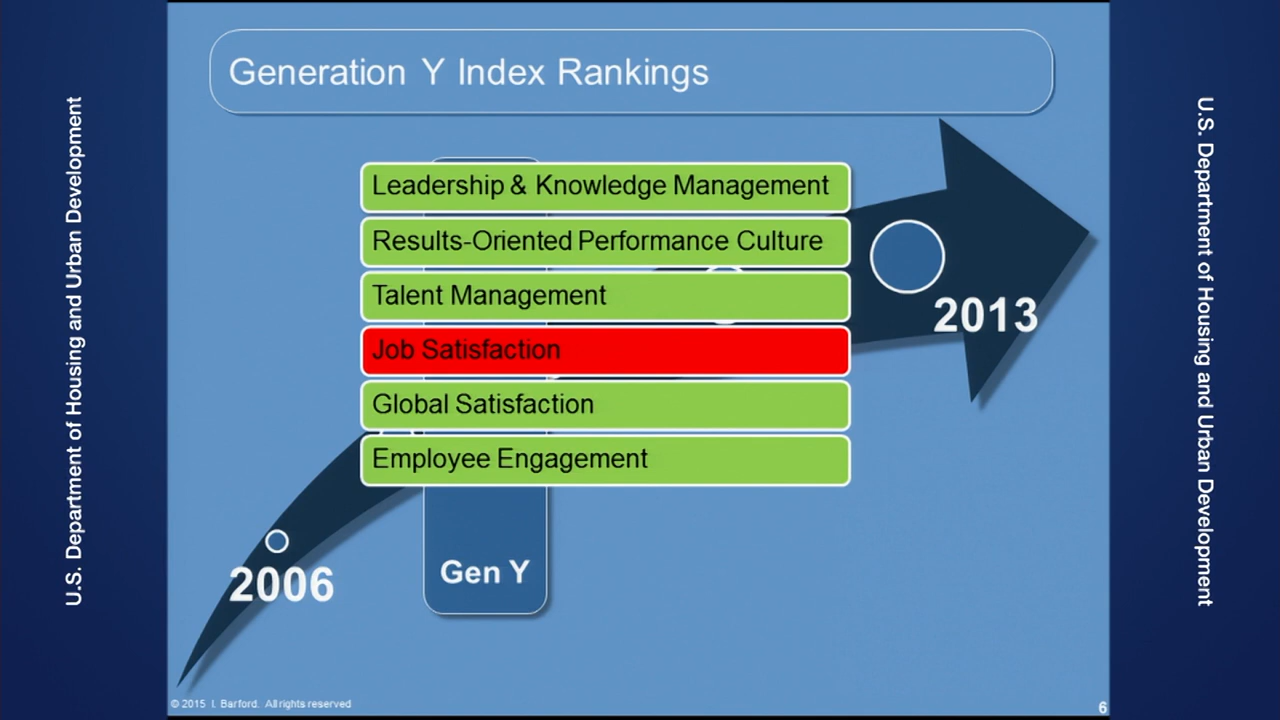 U.S. Department of Housing and Urban Development
Generation Y Index Rankings
Leadership & Knowledge Management
Results-Oriented Performance Culture
Talent Management
Job Satisfaction
Global Satisfaction
Employee Engagement
2013
2006
Gen Y
© 2015 I. Barford. All rights reserved
6
U.S. Department of Housing and Urban Development